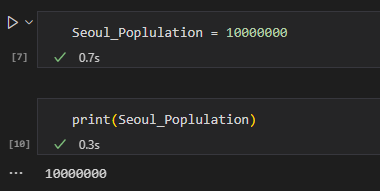 Seoul_Poplulation = 10000000
[7]
0.7s
print(Seoul_Poplulation)
[10]
0.3s
10000000